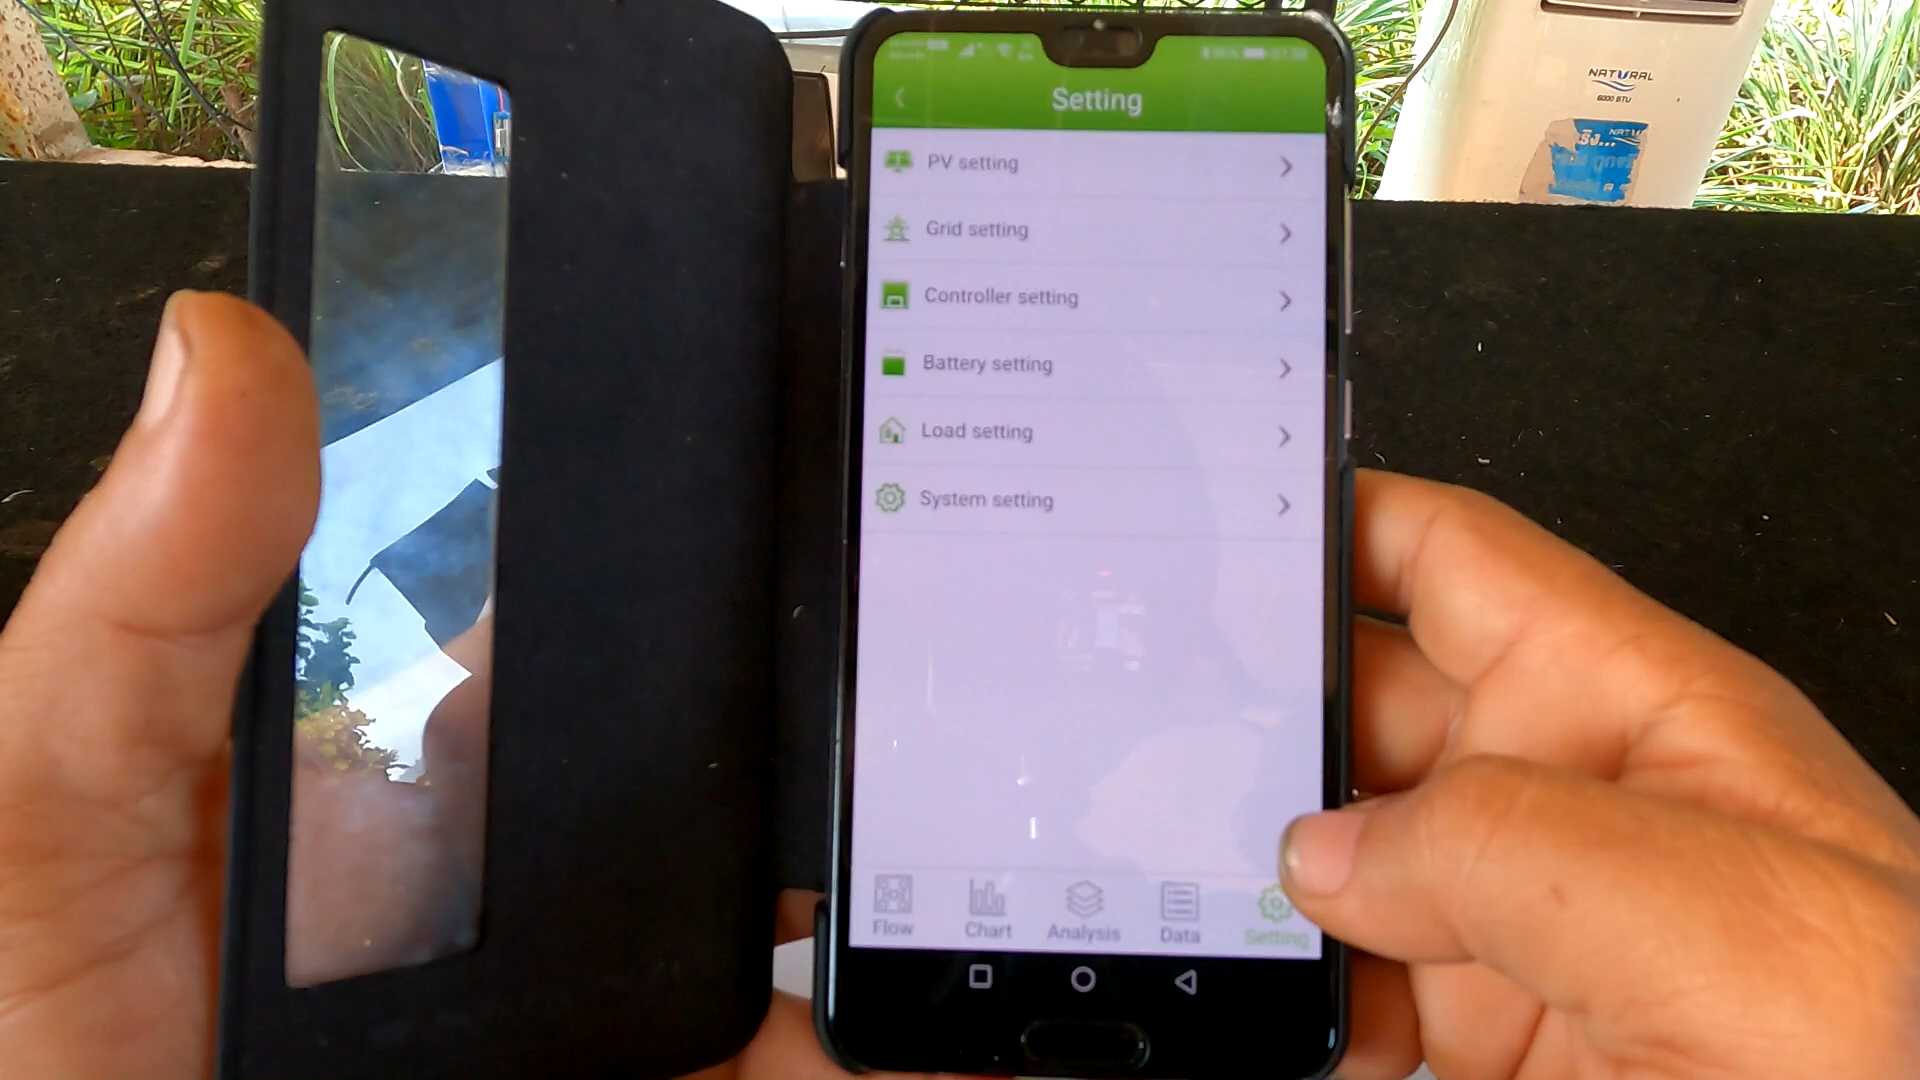 Setting
PV setting
Grid setting
Controller setting
Battery setting
Load setting
System setting
Flow
Chart
Analysis
Data
Setting
NATURAL
6000 BTU